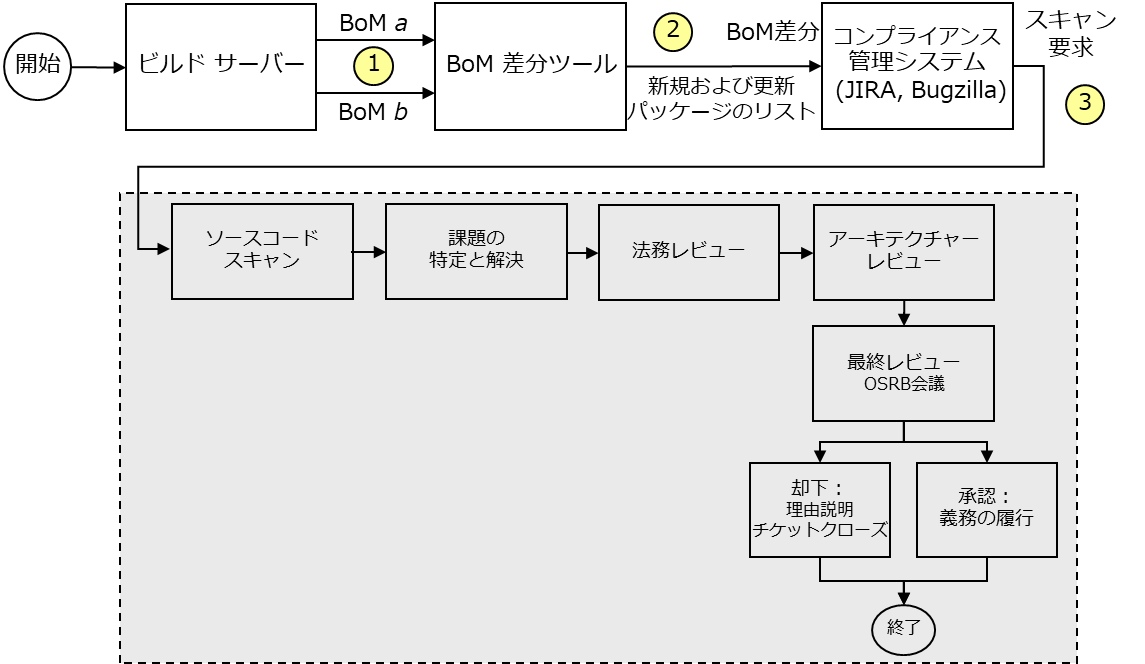 開始
ビルド サーバー
BoM a
1
BoM b
BoM 差分ツール
2
BoM差分
新規および更新
パッケージのリスト
コンプライアンス
管理システム
(JIRA, Bugzilla)
スキャン
要求
3
ソースコード
スキャン
課題の
特定と解決
法務レビュー
アーキテクチャー
レビュー
最終レビュー
OSRB会議
却下：
理由説明
チケットクローズ
承認：
義務の履行
終了